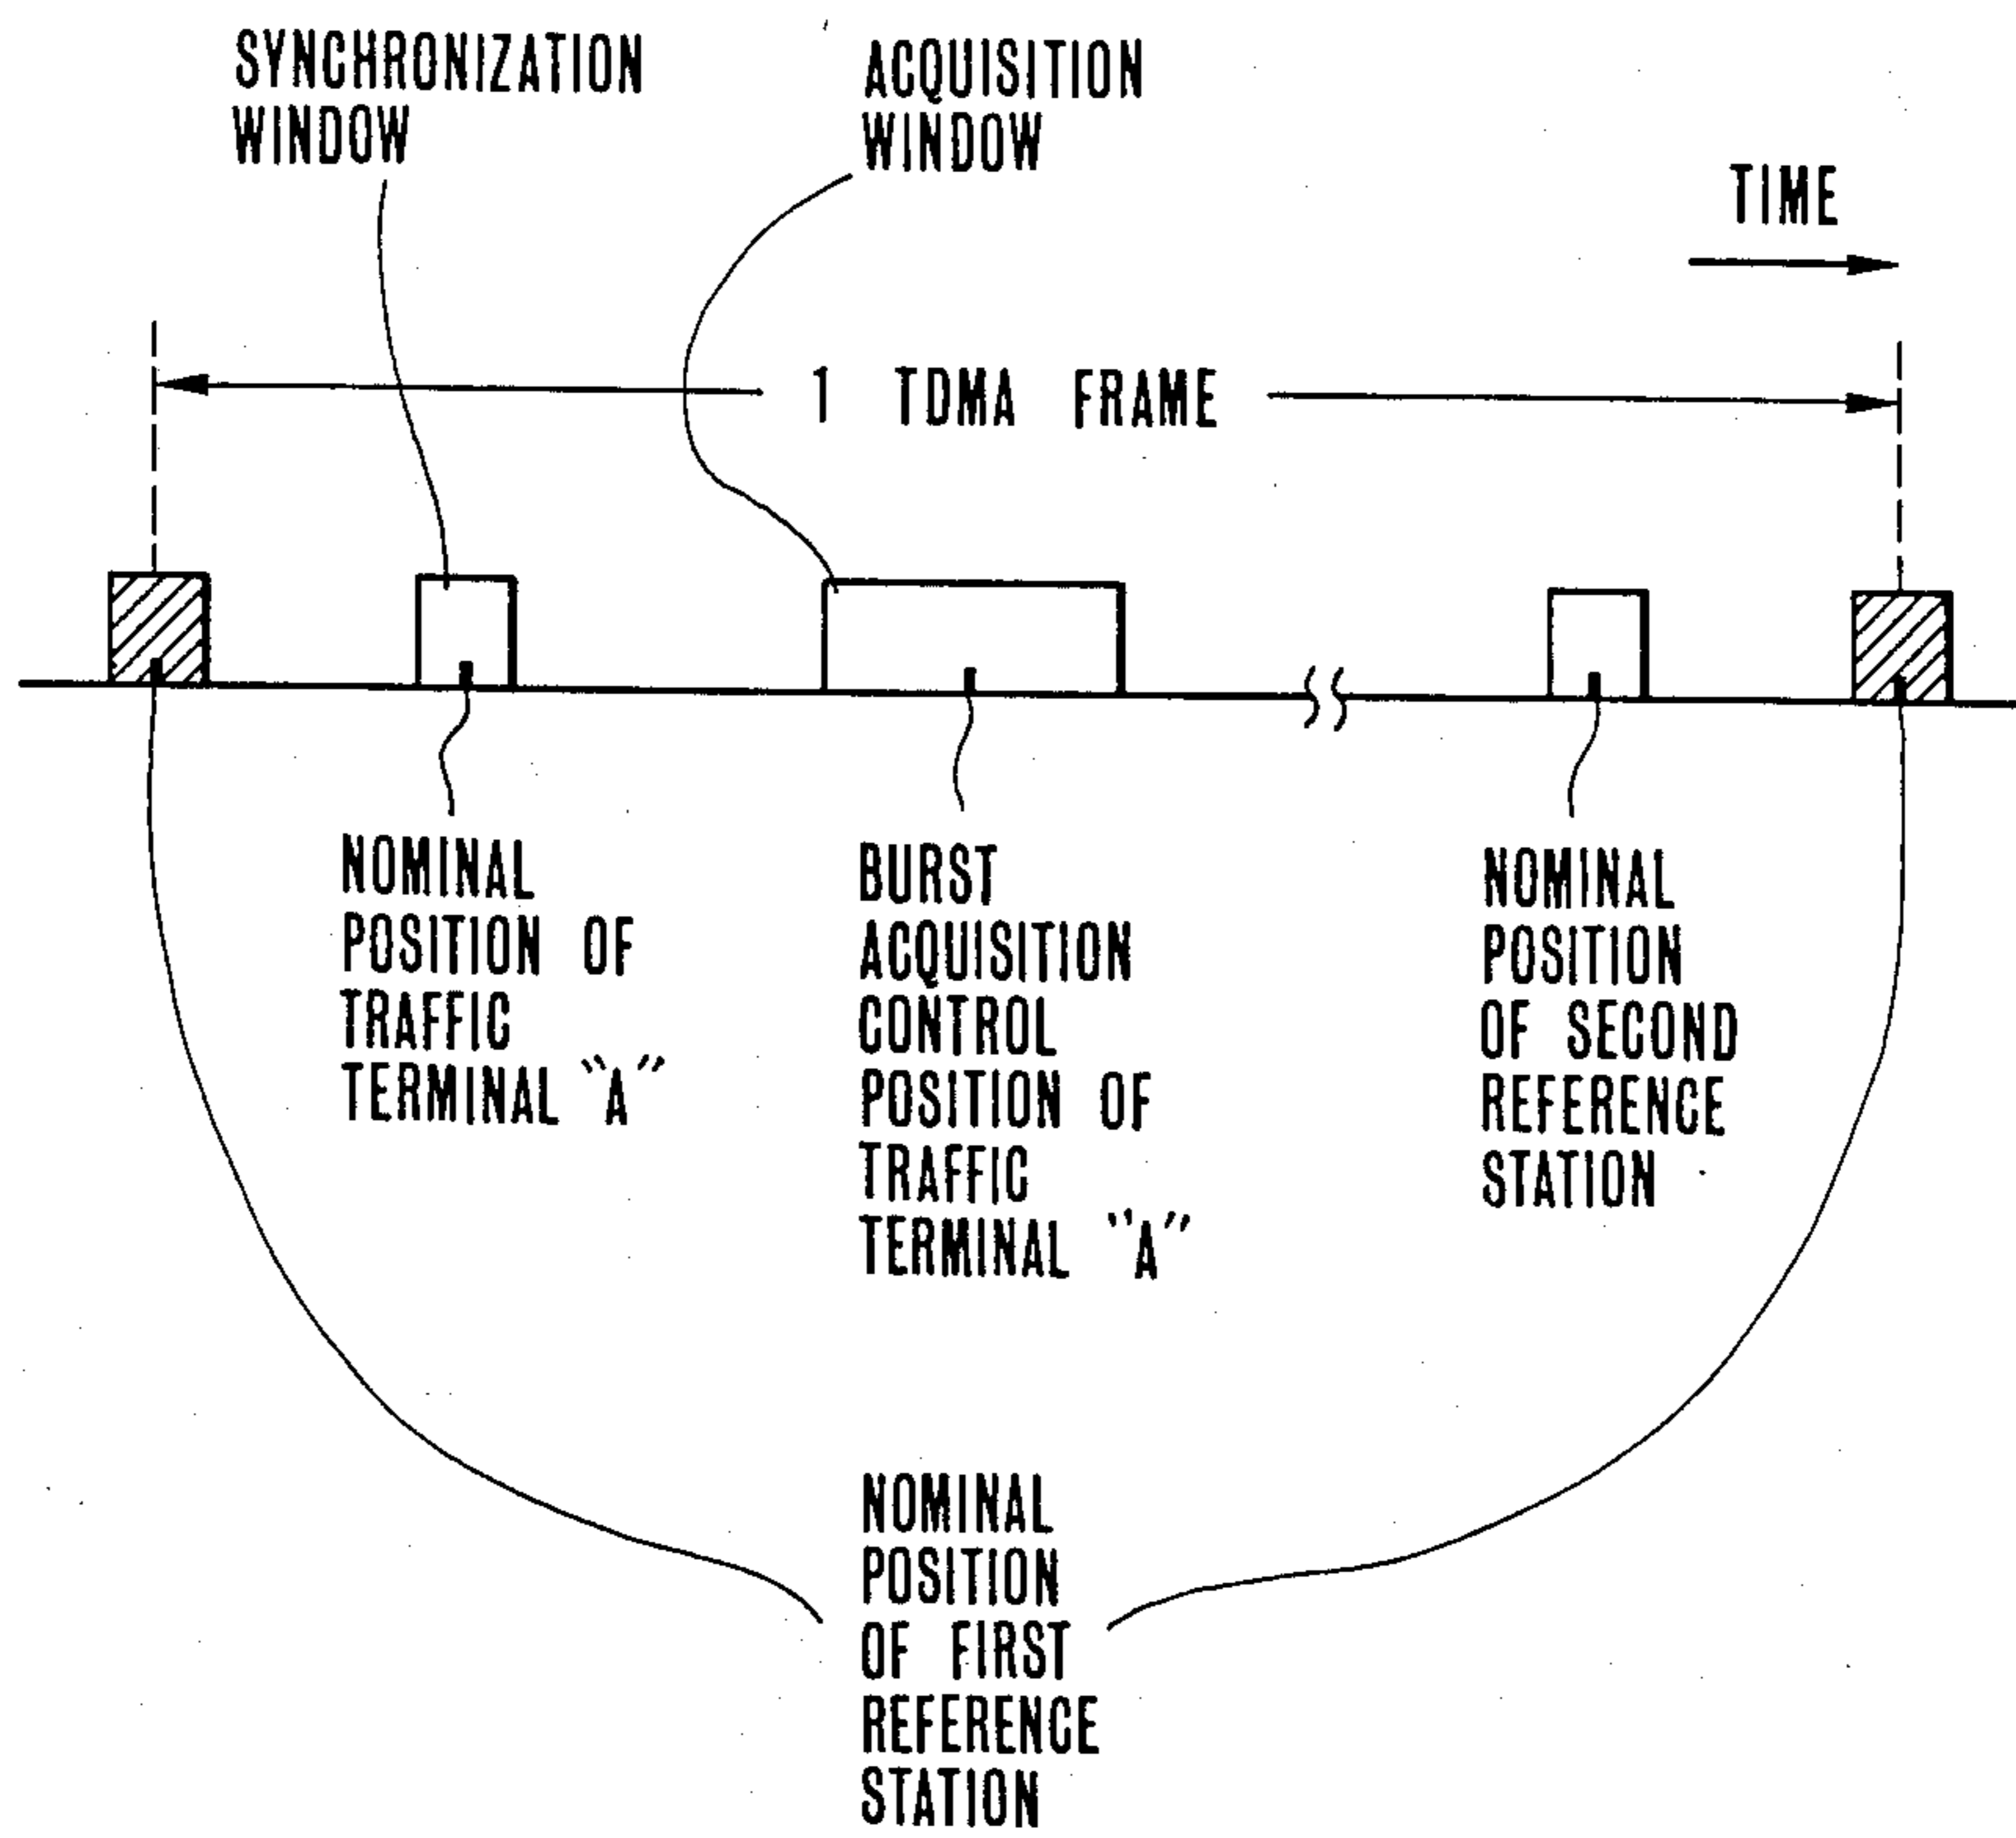 SYNCHRONIZATION
WINDOW
ACQUISITION
WINDOW
TIME
1 TDMA FRAME
NOMINAL
POSITION OF
TRAFFIC
TERMINAL "A"
BURST
ACQUISITION
CONTROL
POSITION OF
TRAFFIC
TERMINAL "A"
NOMINAL
POSITION
OF SECOND
REFERENCE
STATION
NOMINAL
POSITION
OF FIRST
REFERENCE
STATION